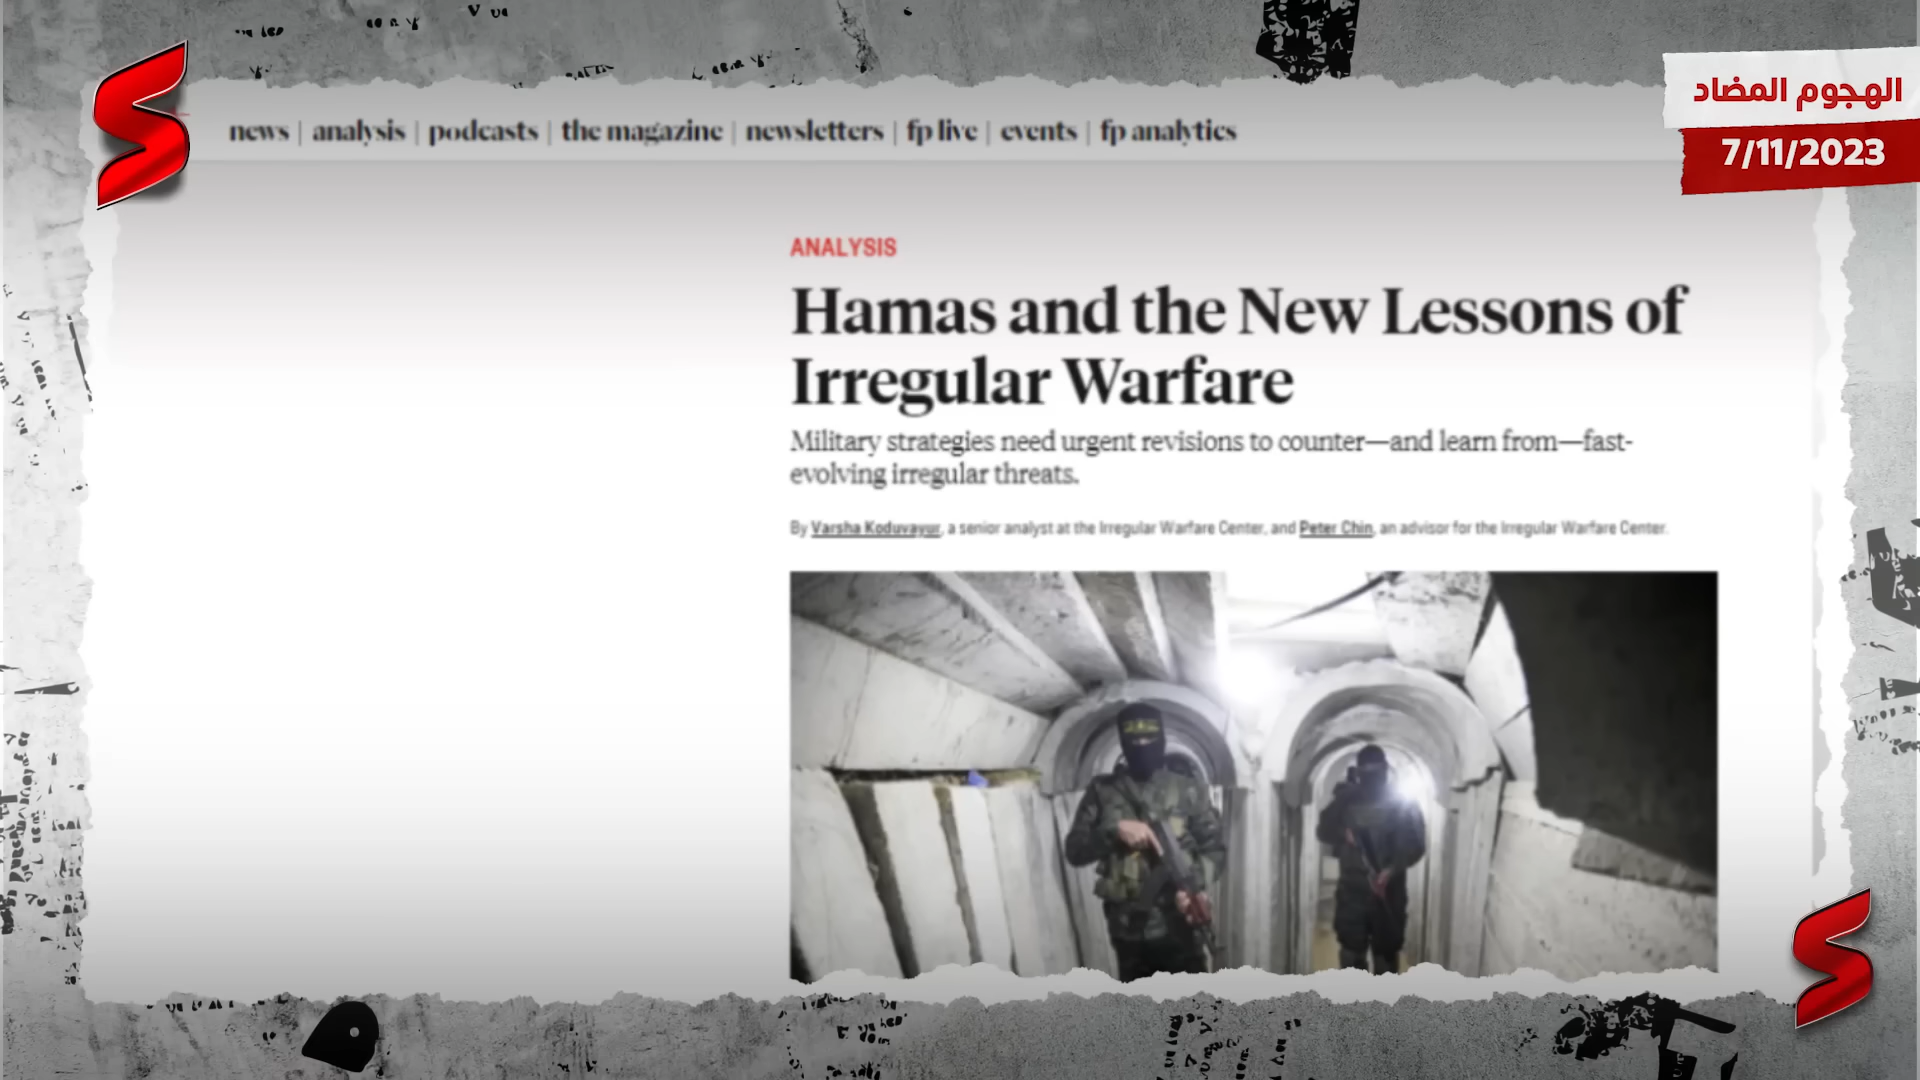 الهجوم المضاد
7/11/2023
news | analysis | podcasts | the magazine | newsletters | fp live | events | fp analytics
ANALYSIS
Hamas and the New Lessons of
Irregular Warfare
Military strategies need urgent revisions to counter—and learn from—fast-
evolving irregular threats.
By Varsha Koduvayur, a senior analyst at the Irregular Warfare Center, and Peter Chin, an advisor for the Irregular Warfare Center.